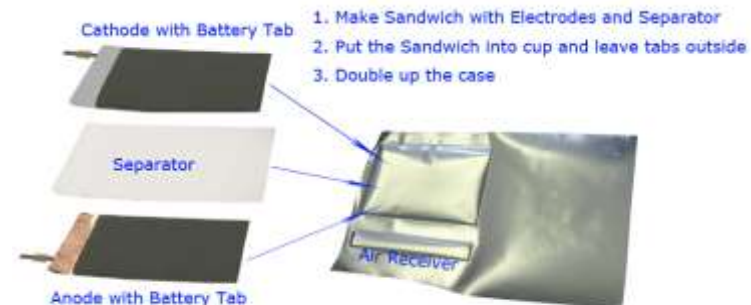 Cathode with Battery Tab
1. Make Sandwich with Electrodes and Separator
2. Put the Sandwich into cup and leave tabs outside
3. Double up the case
Separator
Air Receiver
Anode with Battery Tab